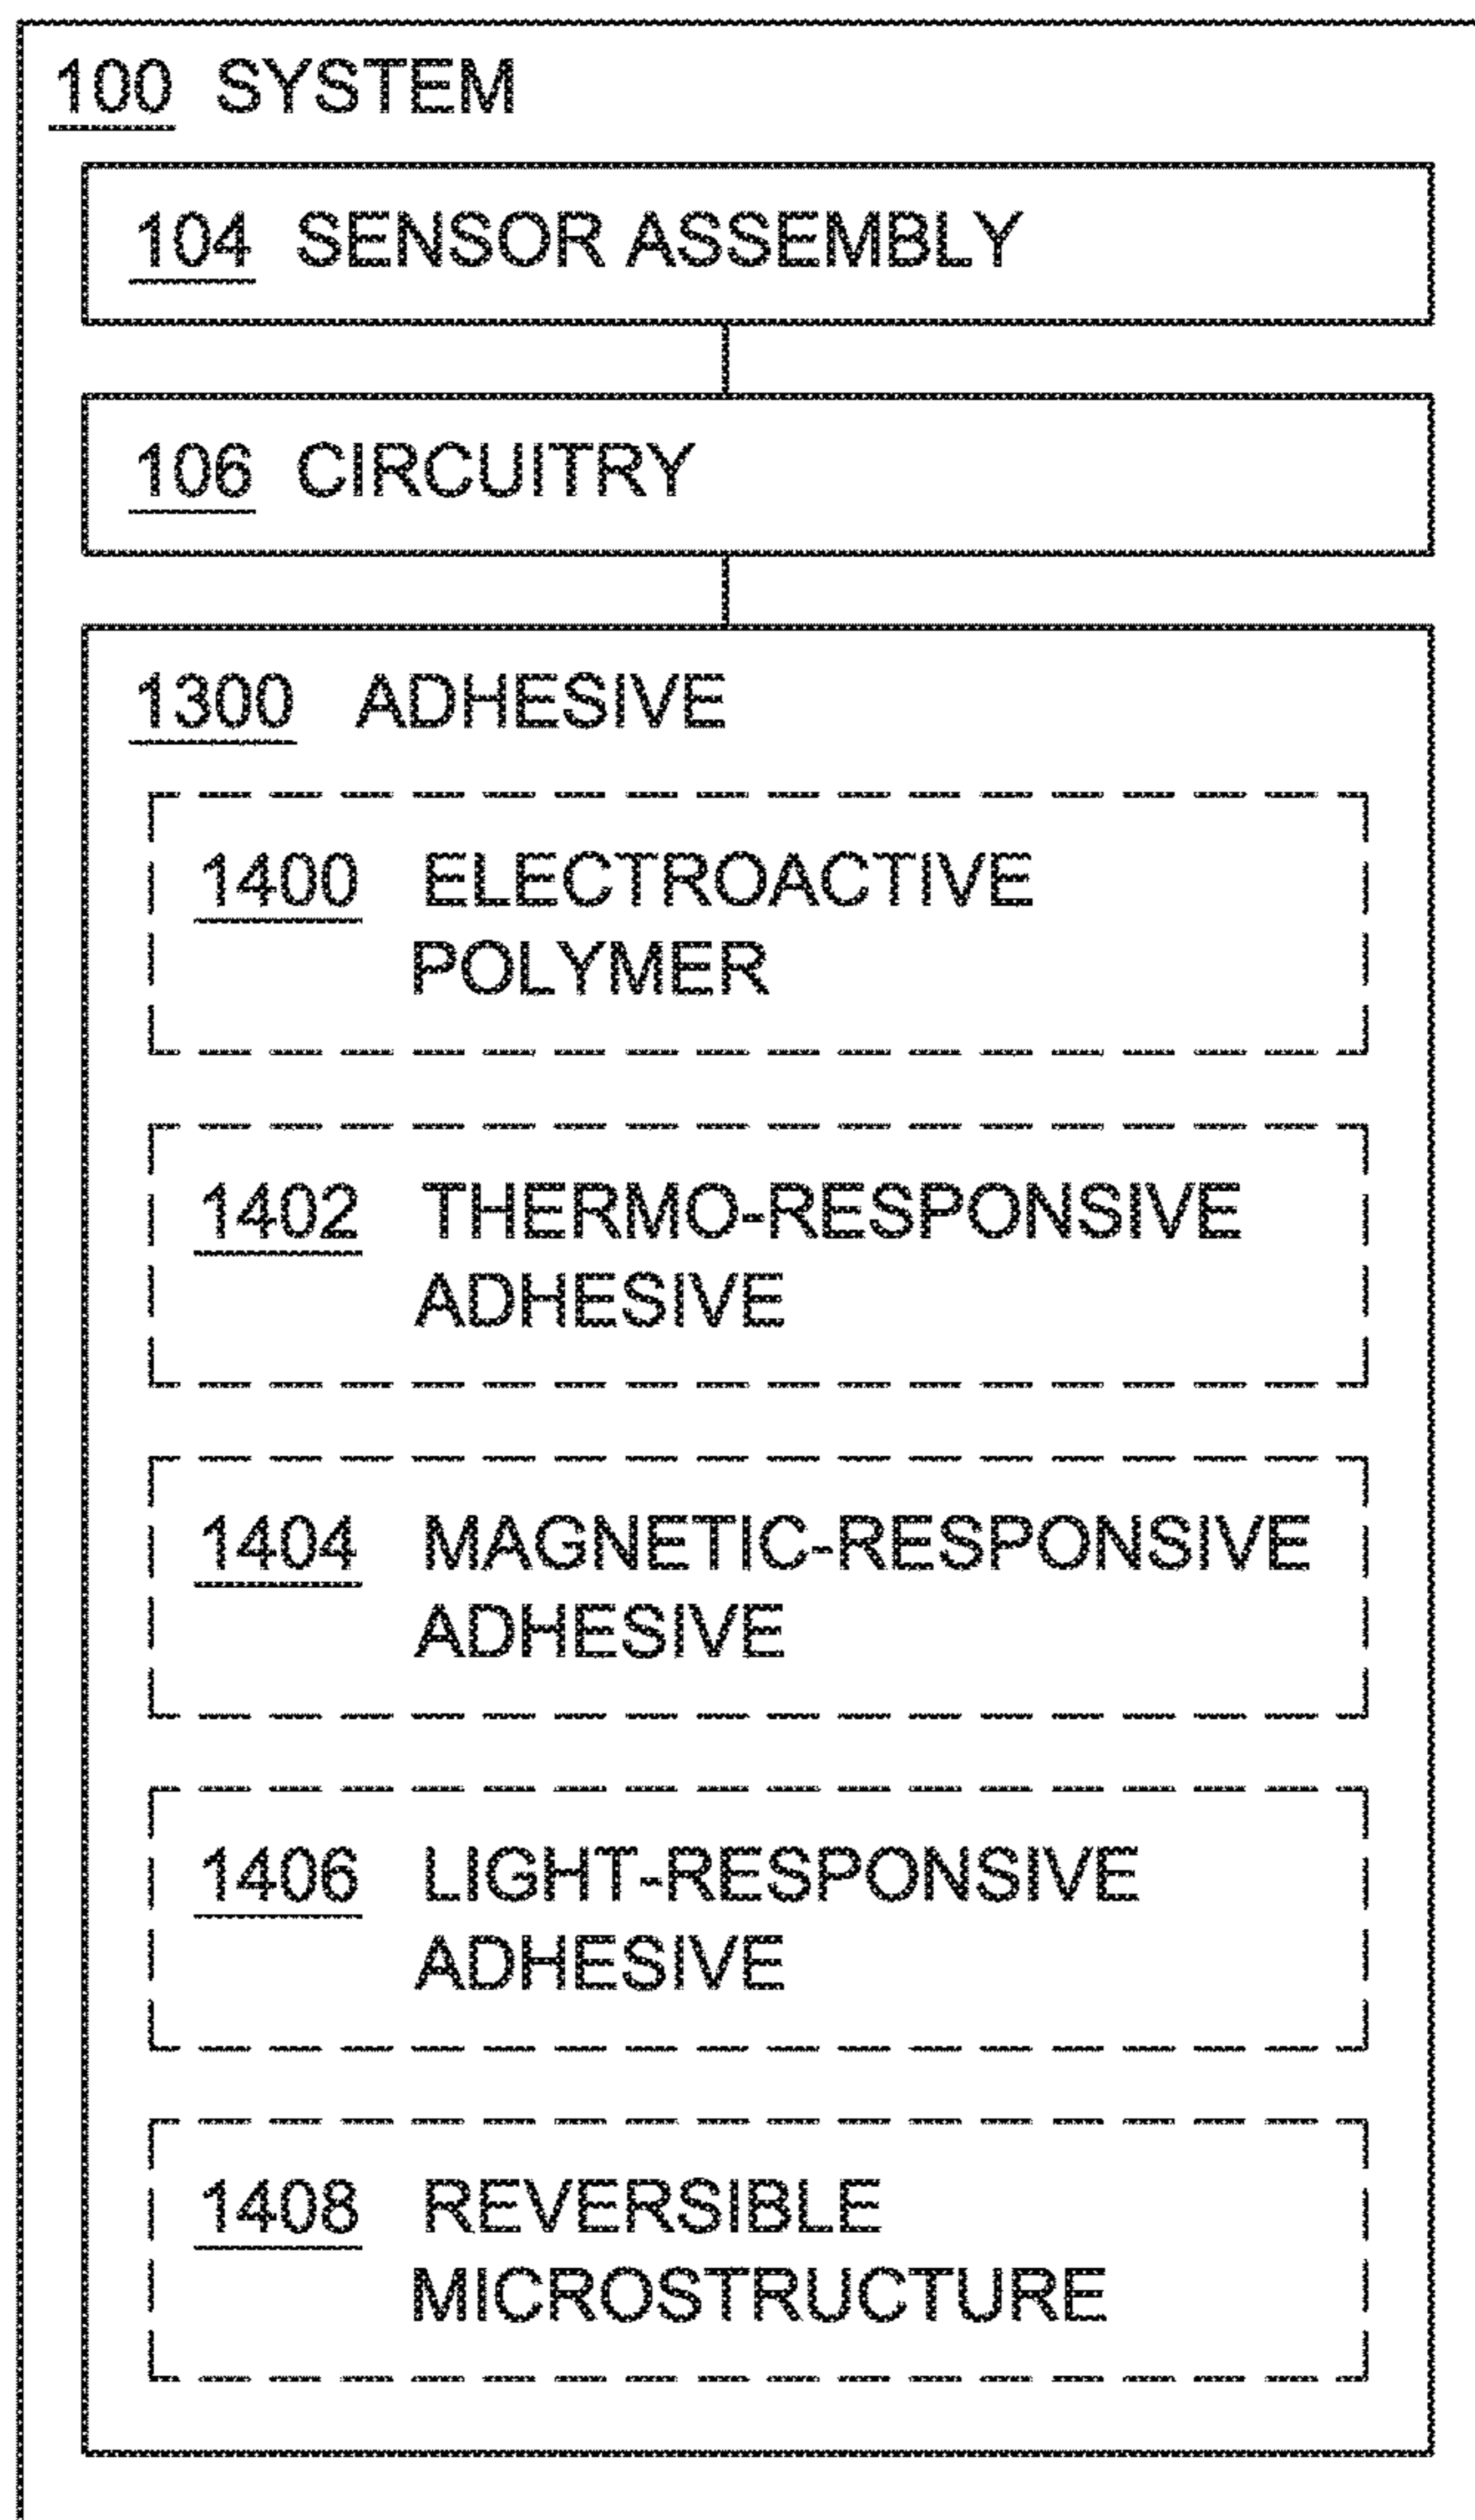 100 SYSTEM
104 SENSOR ASSEMBLY
106 CIRCUITRY
1300 ADHESIVE
1400 ELECTROACTIVE
POLYMER
1402 THERMO-RESPONSIVE
ADHESIVE
1404 MAGNETIC-RESPONSIVE
ADHESIVE
1406 LIGHT-RESPONSIVE
ADHESIVE
1408 REVERSIBLE
MICROSTRUCTURE